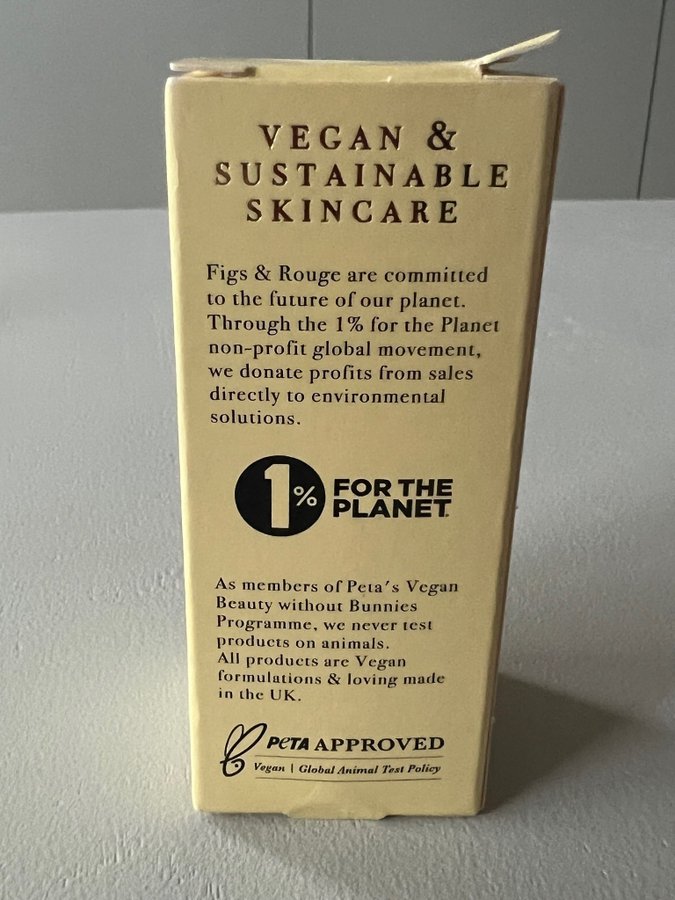 VEGAN &
SUSTAINABLE
SKINCARE
Figs & Rouge are committed
to the future of our planet.
Through the 1% for the Planet
non-profit global movement,
we donate profits from sales
directly to environmental
solutions.
1% FOR THE
PLANET.
As members of Peta's Vegan
Beauty without Bunnies
Programme, we never test
products on animals.
All products are Vegan
formulations & loving made
in the UK.
PETA APPROVED
Vegan | Global Animal Test Policy